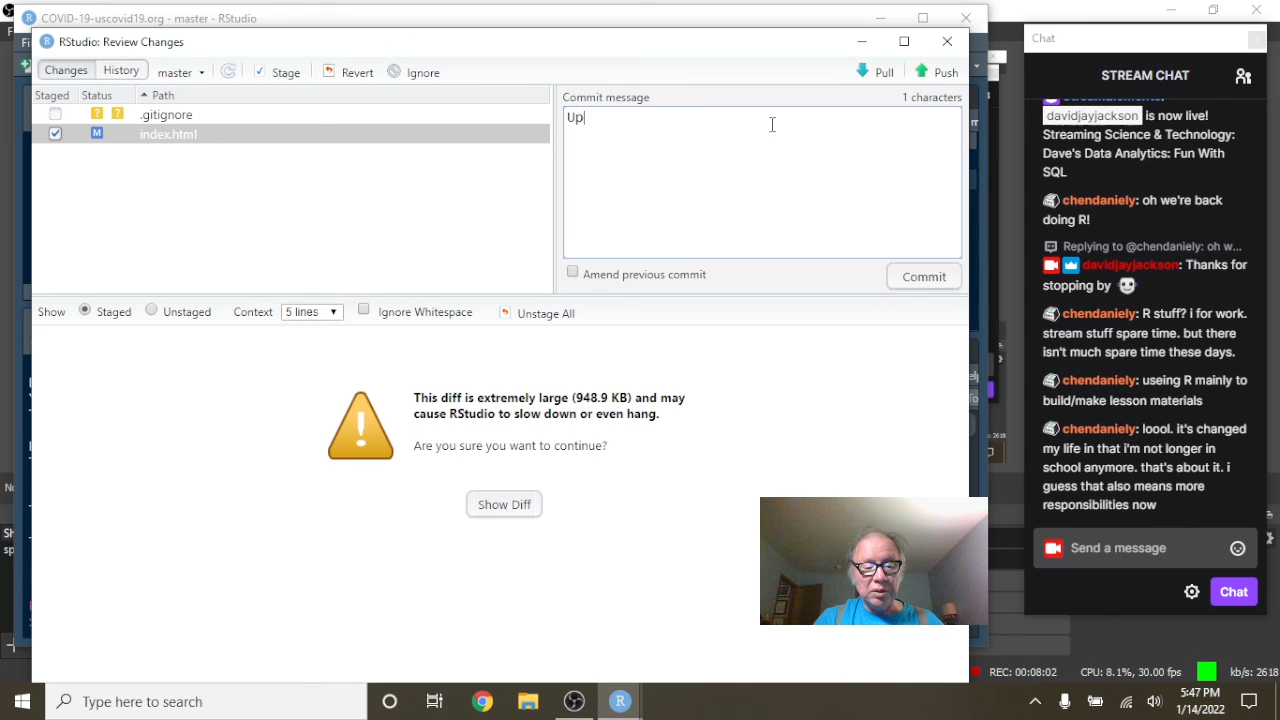 COVID-19-uscovid19.org - master - RStudio
RStudio: Review Changes
Changes
History
master
Stage
Revert
Ignore
Pull
Push
Staged
Status
Path
.gitignore
index.html
Commit message
1 characters
Up
Amend previous commit
Commit
Show
Staged
Unstaged
Context
5 lines
Ignore Whitespace
Unstage All
This diff is extremely large (948.9 KB) and may
cause RStudio to slow down or even hang.
Are you sure you want to continue?
Show Diff
Chat
STREAM CHAT
davidjayjackson is now live!
Streaming Science & Technology:
Dave's Data Analytics: Fun With
SQL
chendaniely: oh we're back
doing R!
Replying to @chendaniely: oh w...
davidjayjackson: Thanks for
stopping by
chendaniely: R stuff? i for work.
stream stuff spare time. but there
isn't much spare time these days.
chendaniely: useing R mainly to
build/make lesson materials
chendaniely: loool. it's changed
my life in that i'm not longer in
school anymore. that's about it. i
guess that also means more
responsibilities now
Send a message
Chat
REC: 00:08:02
CPU: 8.1%, 30.00 fps
kb/s: 2618
Type here to search
5:47 PM
1/14/2022